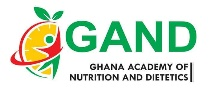 GAND
GHANA ACADEMY OF
NUTRITION AND DIETETICS